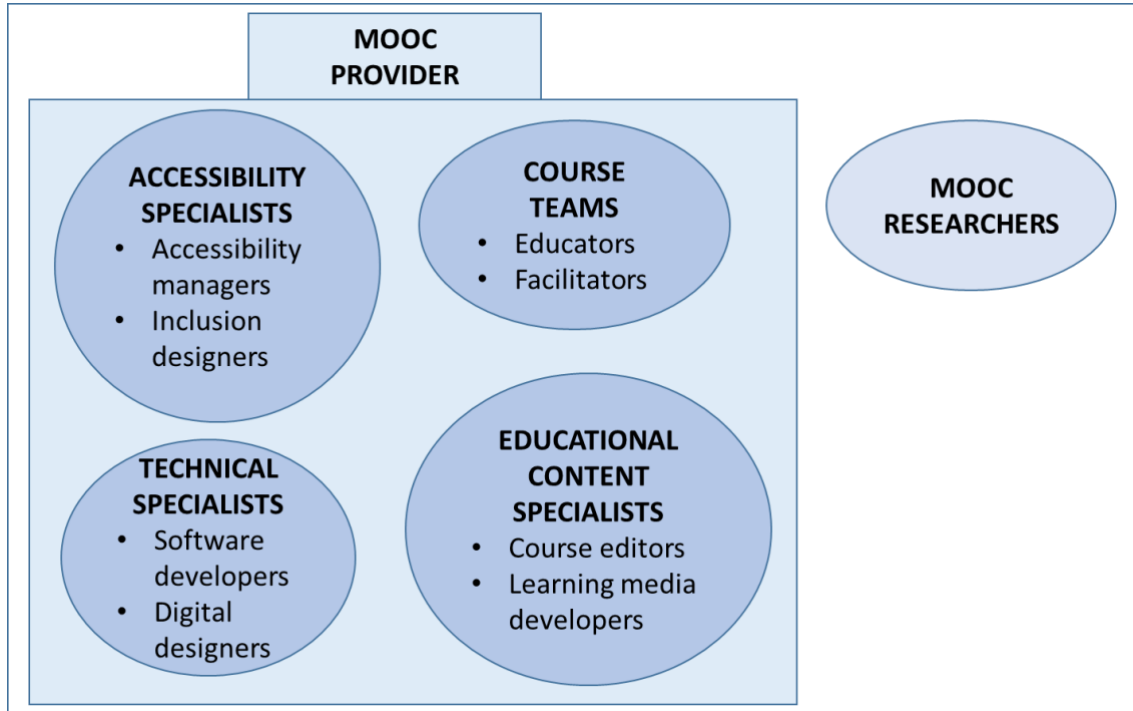 MOOC
PROVIDER
ACCESSIBILITY
SPECIALISTS
• Accessibility
managers
• Inclusion
designers
COURSE
TEAMS
• Educators
• Facilitators
MOOC
RESEARCHERS
TECHNICAL
SPECIALISTS
• Software
developers
• Digital
designers
EDUCATIONAL
CONTENT
SPECIALISTS
• Course editors
• Learning media
developers